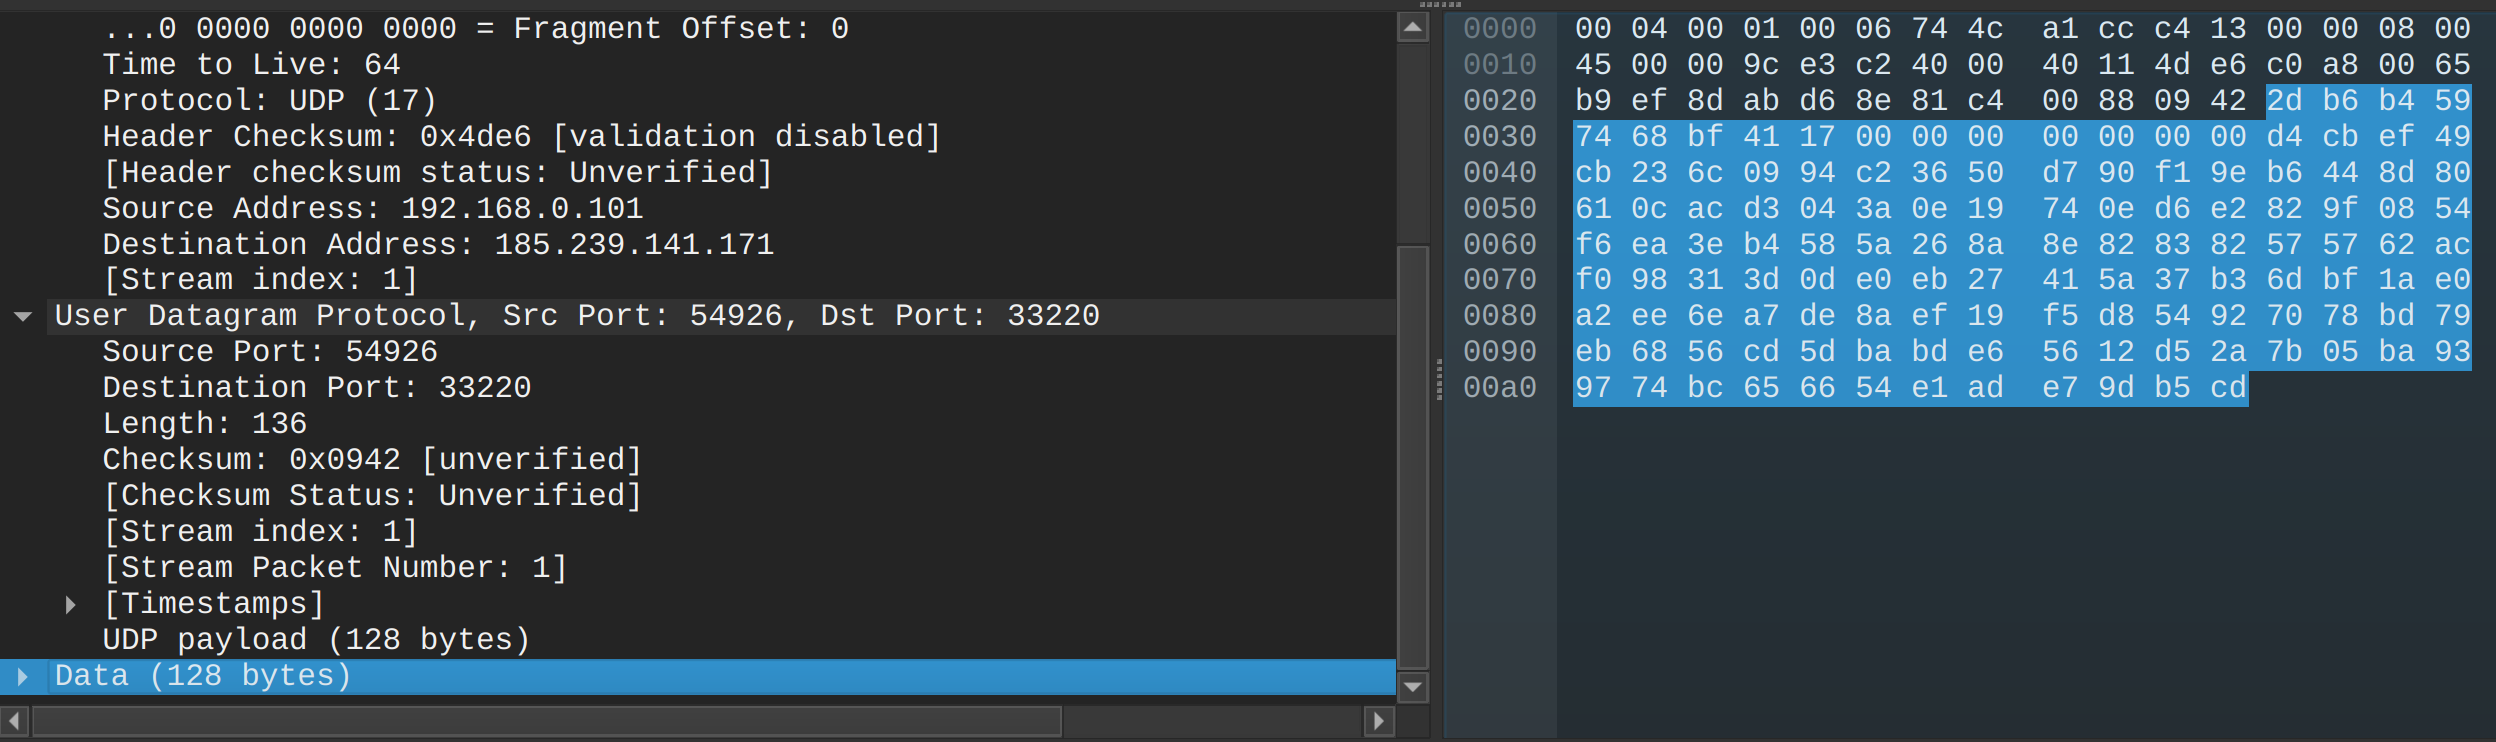 ...0 0000 0000 0000 = Fragment Offset: 0
Time to Live: 64
Protocol: UDP (17)
Header Checksum: 0x4de6 [validation disabled]
[Header checksum status: Unverified]
Source Address: 192.168.0.101
Destination Address: 185.239.141.171
[Stream index: 1]
User Datagram Protocol, Src Port: 54926, Dst Port: 33220
Source Port: 54926
Destination Port: 33220
Length: 136
Checksum: 0x0942 [unverified]
[Checksum Status: Unverified]
[Stream index: 1]
[Stream Packet Number: 1]
[Timestamps]
UDP payload (128 bytes)
Data (128 bytes)
0000 00 04 00 01 00 06 74 4c a1 cc c4 13 00 00 08 00
0010 45 00 00 9c e3 c2 40 00 40 11 4d e6 c0 a8 00 65
0020 b9 ef 8d ab d6 8e 81 c4 00 88 09 42 2d b6 b4 59
0030 74 68 bf 41 17 00 00 00 00 00 00 00 d4 cb ef 49
0040 cb 23 6c 09 94 c2 36 50 d7 90 f1 9e b6 44 8d 80
0050 61 0c ac d3 04 3a 0e 19 74 0e d6 e2 82 9f 08 54
0060 f6 ea 3e b4 58 5a 26 8a 8e 82 83 82 57 57 62 ac
0070 f0 98 31 3d 0d e0 eb 27 41 5a 37 b3 6d bf 1a e0
0080 a2 ee 6e a7 de 8a ef 19 f5 d8 54 92 70 78 bd 79
0090 eb 68 56 cd 5d ba bd e6 56 12 d5 2a 7b 05 ba 93
00a0 97 74 bc 65 66 54 e1 ad e7 9d b5 cd